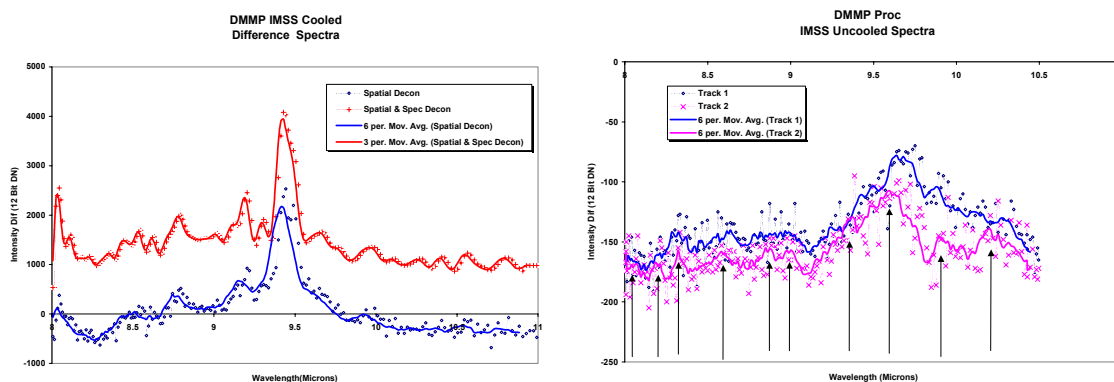 DMMP IMSS Cooled
Difference Spectra
5000
4000
3000
2000
1000
0
-1000
8
8.5
9
9.5
10
10.5
11
Intensity Dif (12 Bit DN)
Wavelength(Microns)
Spatial Decon
Spatial & Spec Decon
6 per. Mov. Avg. (Spatial Decon)
3 per. Mov. Avg. (Spatial & Spec Decon)
DMMP Proc
IMSS Uncooled Spectra
0
-50
-100
-150
-200
-250
8
8.5
9
9.5
10
10.5
Intensity Dif (12 Bit DN)
Wavelength (Microns)
Track 1
Track 2
6 per. Mov. Avg. (Track 1)
6 per. Mov. Avg. (Track 2)